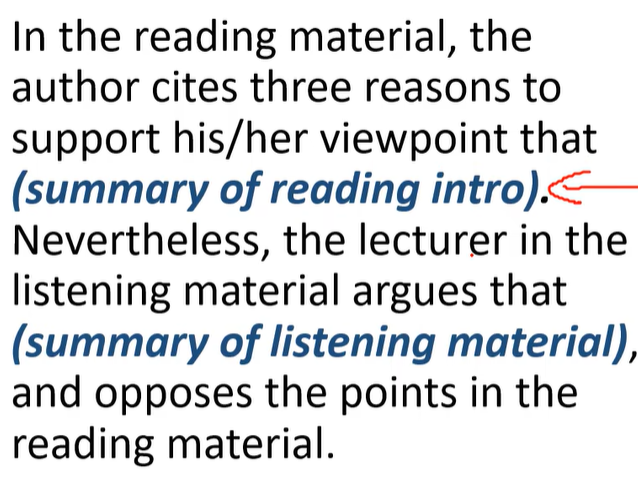 In the reading material, the
author cites three reasons to
support his/her viewpoint that
(summary of reading intro).
Nevertheless, the lecturer in the
listening material argues that
(summary of listening material),
and opposes the points in the
reading material.